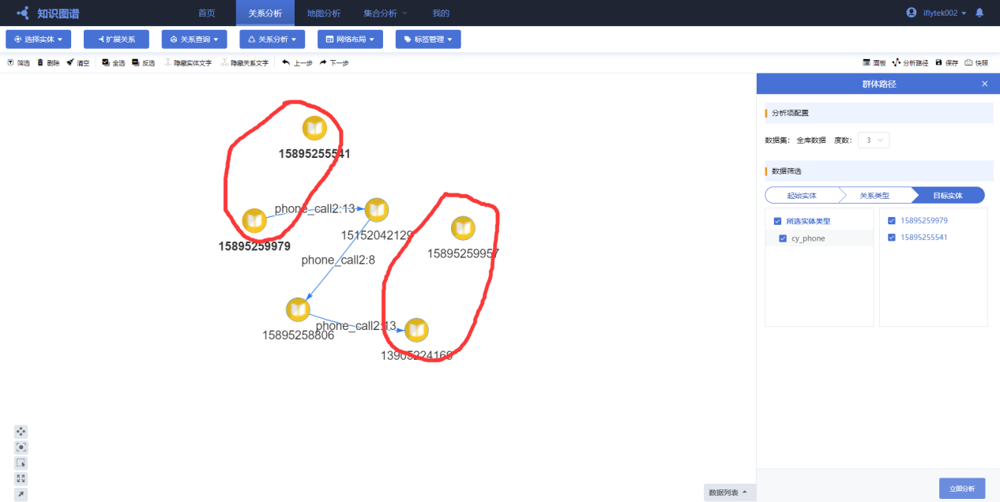 知识图谱
首页
关系分析
地图分析
集合分析
我的
iflytek002
选择实体
扩展关系
关系查询
关系分析
网络布局
标签管理
筛选
删除
清空
全选
反选
隐藏实体文字
隐藏关系文字
上一步
下一步
面板
分析路径
保存
快照
群体路径
分析项配置
数据集: 全库数据 度数: 3
数据筛选
起始实体
关系类型
目标实体
所选实体类型
cy_phone
15895259979
15895255541
15895255541
phone_call2:13
15895259979
15152042129
15895259957
phone_call2:8
phone_call2:13
15895258806
13905224169
数据列表
立即分析